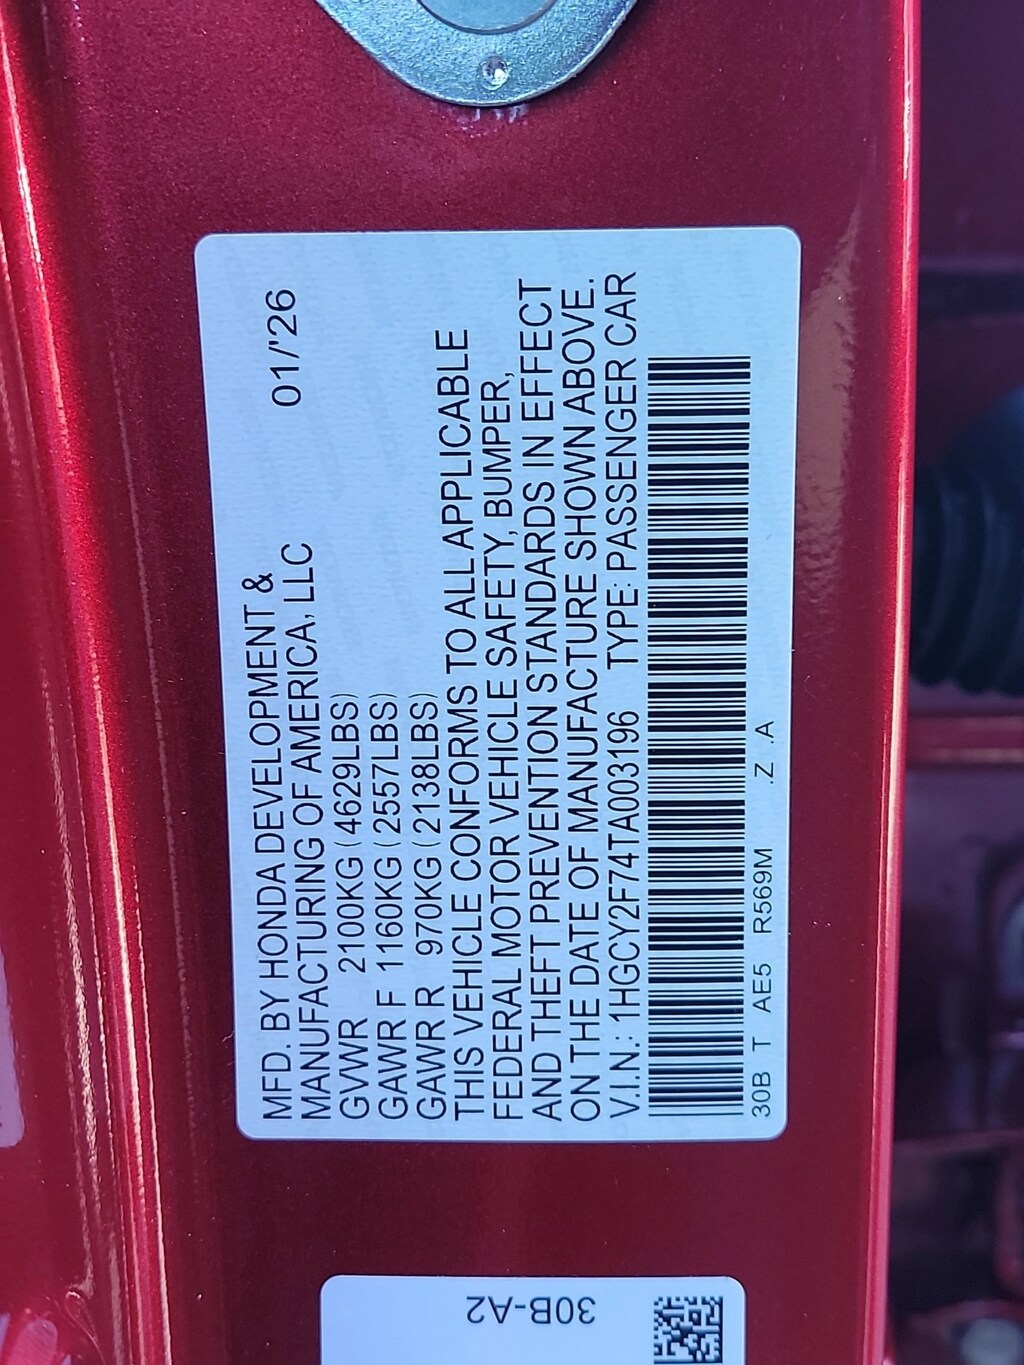 MFD. BY HONDA DEVELOPMENT &
MANUFACTURING OF AMERICA, LLC 01/'26
GVWR 2100KG (4629LBS)
GAWR F 1160KG (2557LBS)
GAWR R 970KG (2138LBS)
THIS VEHICLE CONFORMS TO ALL APPLICABLE
FEDERAL MOTOR VEHICLE SAFETY, BUMPER,
AND THEFT PREVENTION STANDARDS IN EFFECT
ON THE DATE OF MANUFACTURE SHOWN ABOVE.
V.I.N.: 1HGCY2F74TA003196 TYPE: PASSENGER CAR
30B T AE5 R569M .Z .A
30B-A2